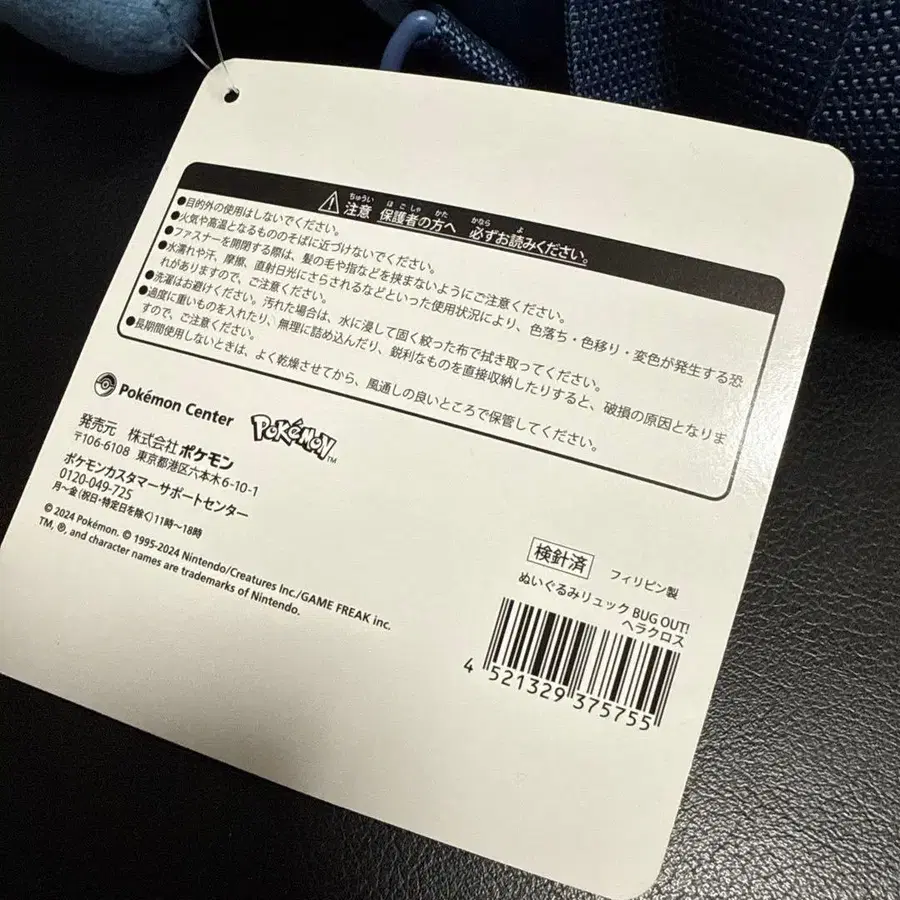 注意 保護者の方へ 必ずお読みください。
●目的外の使用はしないでください。
●火気や高温となるもののそばに近づけないでください。
●ファスナーを開閉する際は、髪の毛や指などを挟まないようにご注意ください。
●水濡れや汗、摩擦、直射日光にさらされるなどといった使用状況により、色落ち・色移り・変色が発生する恐
れがありますので、ご注意ください。
●洗濯はお避けください。汚れた場合は、水に浸して固く絞った布で拭き取ってください。
●過度に重いものを入れたり、無理に詰め込んだり、鋭利なものを直接収納したりすると、破損の原因となりま
すので、ご注意ください。
●長期間使用しないときは、よく乾燥させてから、風通しの良いところで保管してください。
Pokémon Center POKéMON TM
発売元 株式会社ポケモン
〒106-6108 東京都港区六本木6-10-1
ポケモンカスタマーサポートセンター
0120-049-725
月〜金(祝日・特定日を除く)11時〜18時
© 2024 Pokémon. © 1995-2024 Nintendo/Creatures Inc./GAME FREAK inc.
TM, ®, and character names are trademarks of Nintendo.
検針済 フィリピン製
ぬいぐるみリュック BUG OUT!
ヘラクロス
4 521329 375755